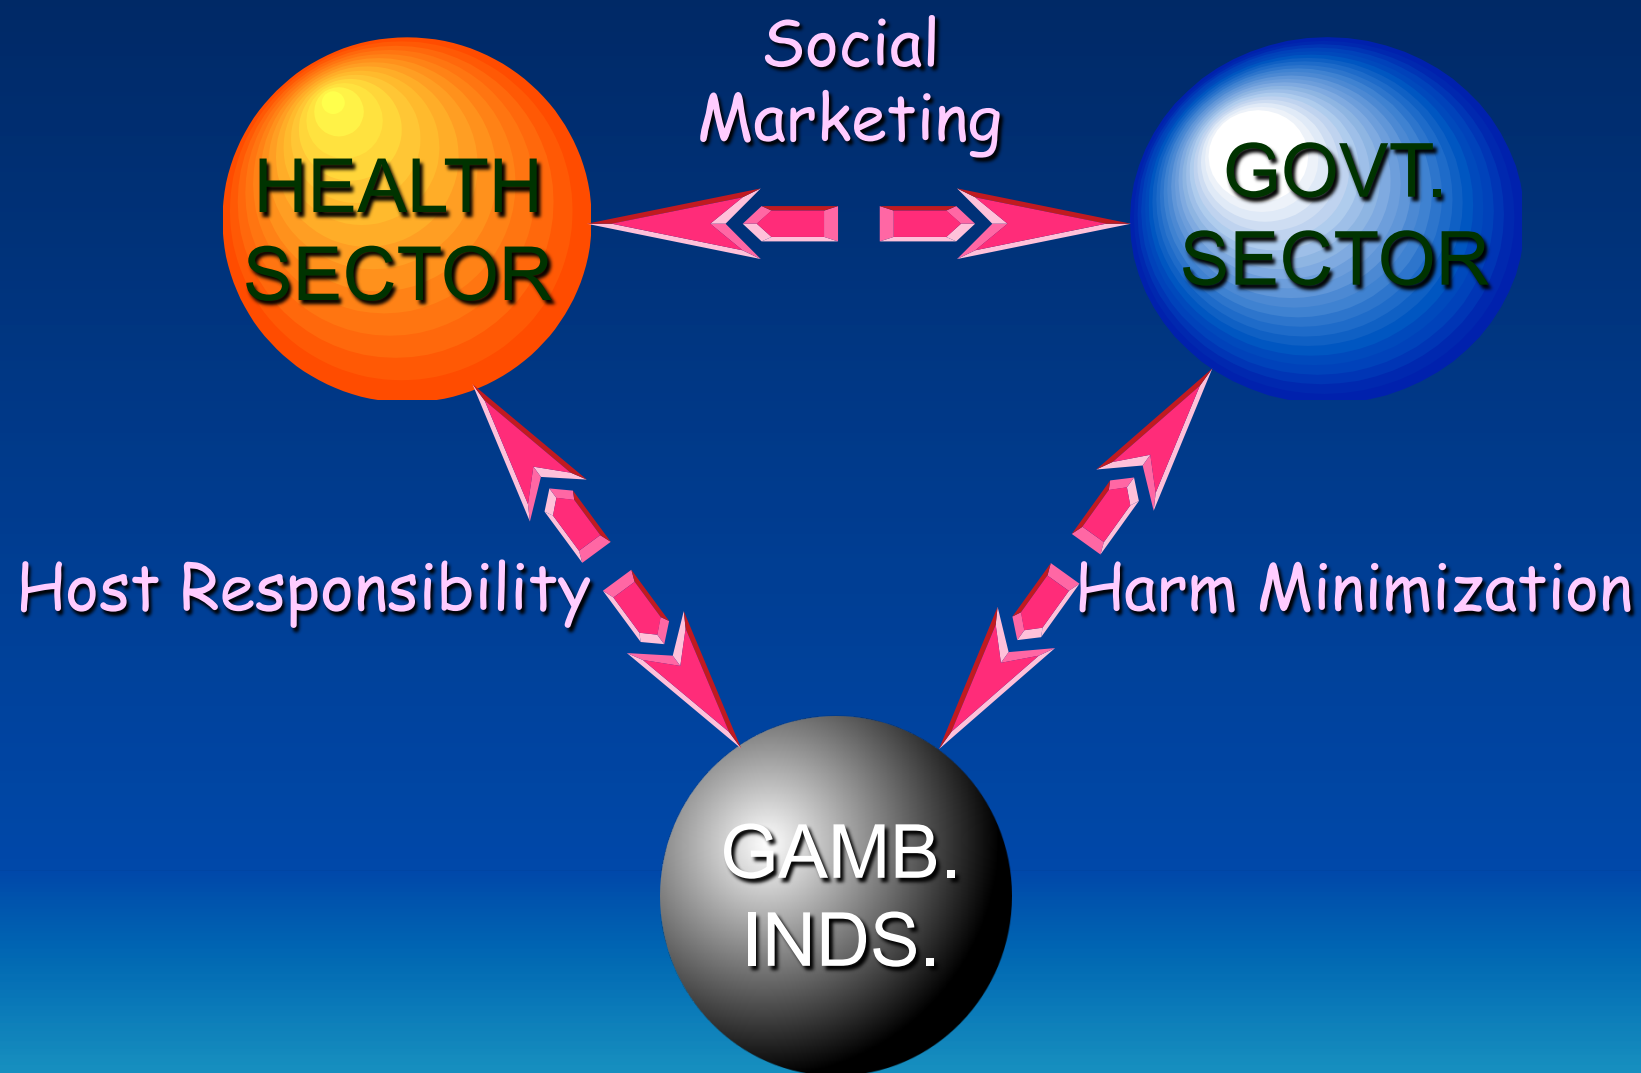 Social
Marketing
HEALTH
SECTOR
GOVT.
SECTOR
Host Responsibility
Harm Minimization
GAMB.
INDS.